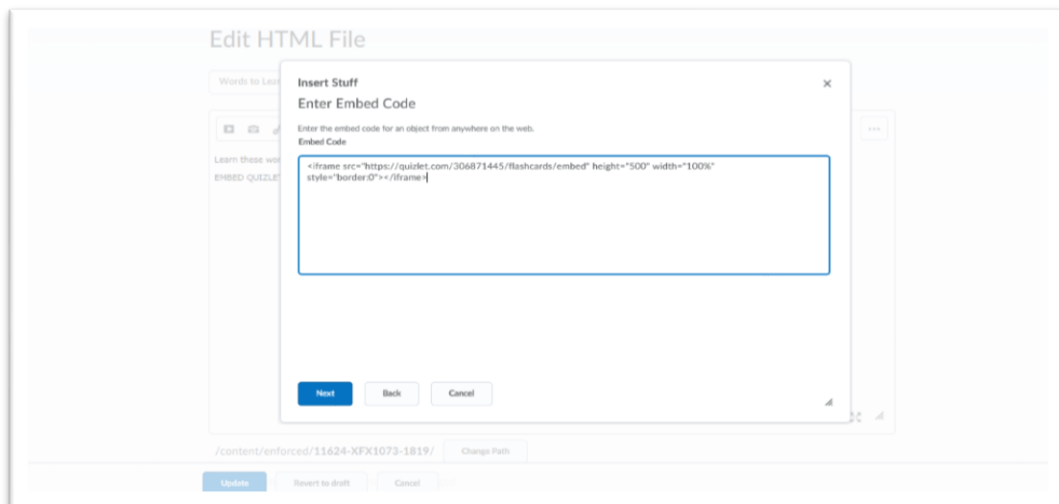 Edit HTML File
Words to Lear
Insert Stuff
Enter Embed Code
Enter the embed code for an object from anywhere on the web.
Embed Code
Learn these wor
EMBED QUIZLE
<iframe src="https://quizlet.com/306871445/flashcards/embed" height="500" width="100%"
style="border:0"></iframe>
Next Back Cancel
/content/enforced/11624-XFX1073-1819/ Change Path
Update Revert to draft Cancel